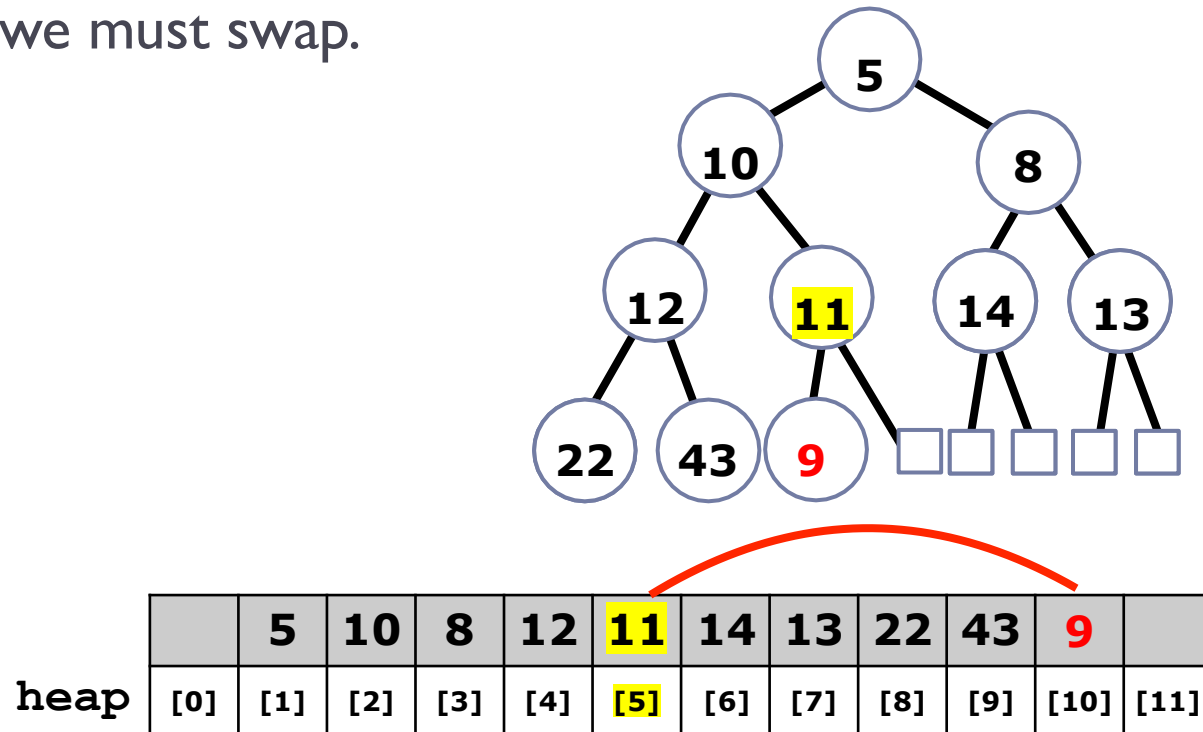 we must swap.
5
10 8
12 11 14 13
22 43 9
5 10 8 12 11 14 13 22 43 9
heap [0] [1] [2] [3] [4] [5] [6] [7] [8] [9] [10] [11]